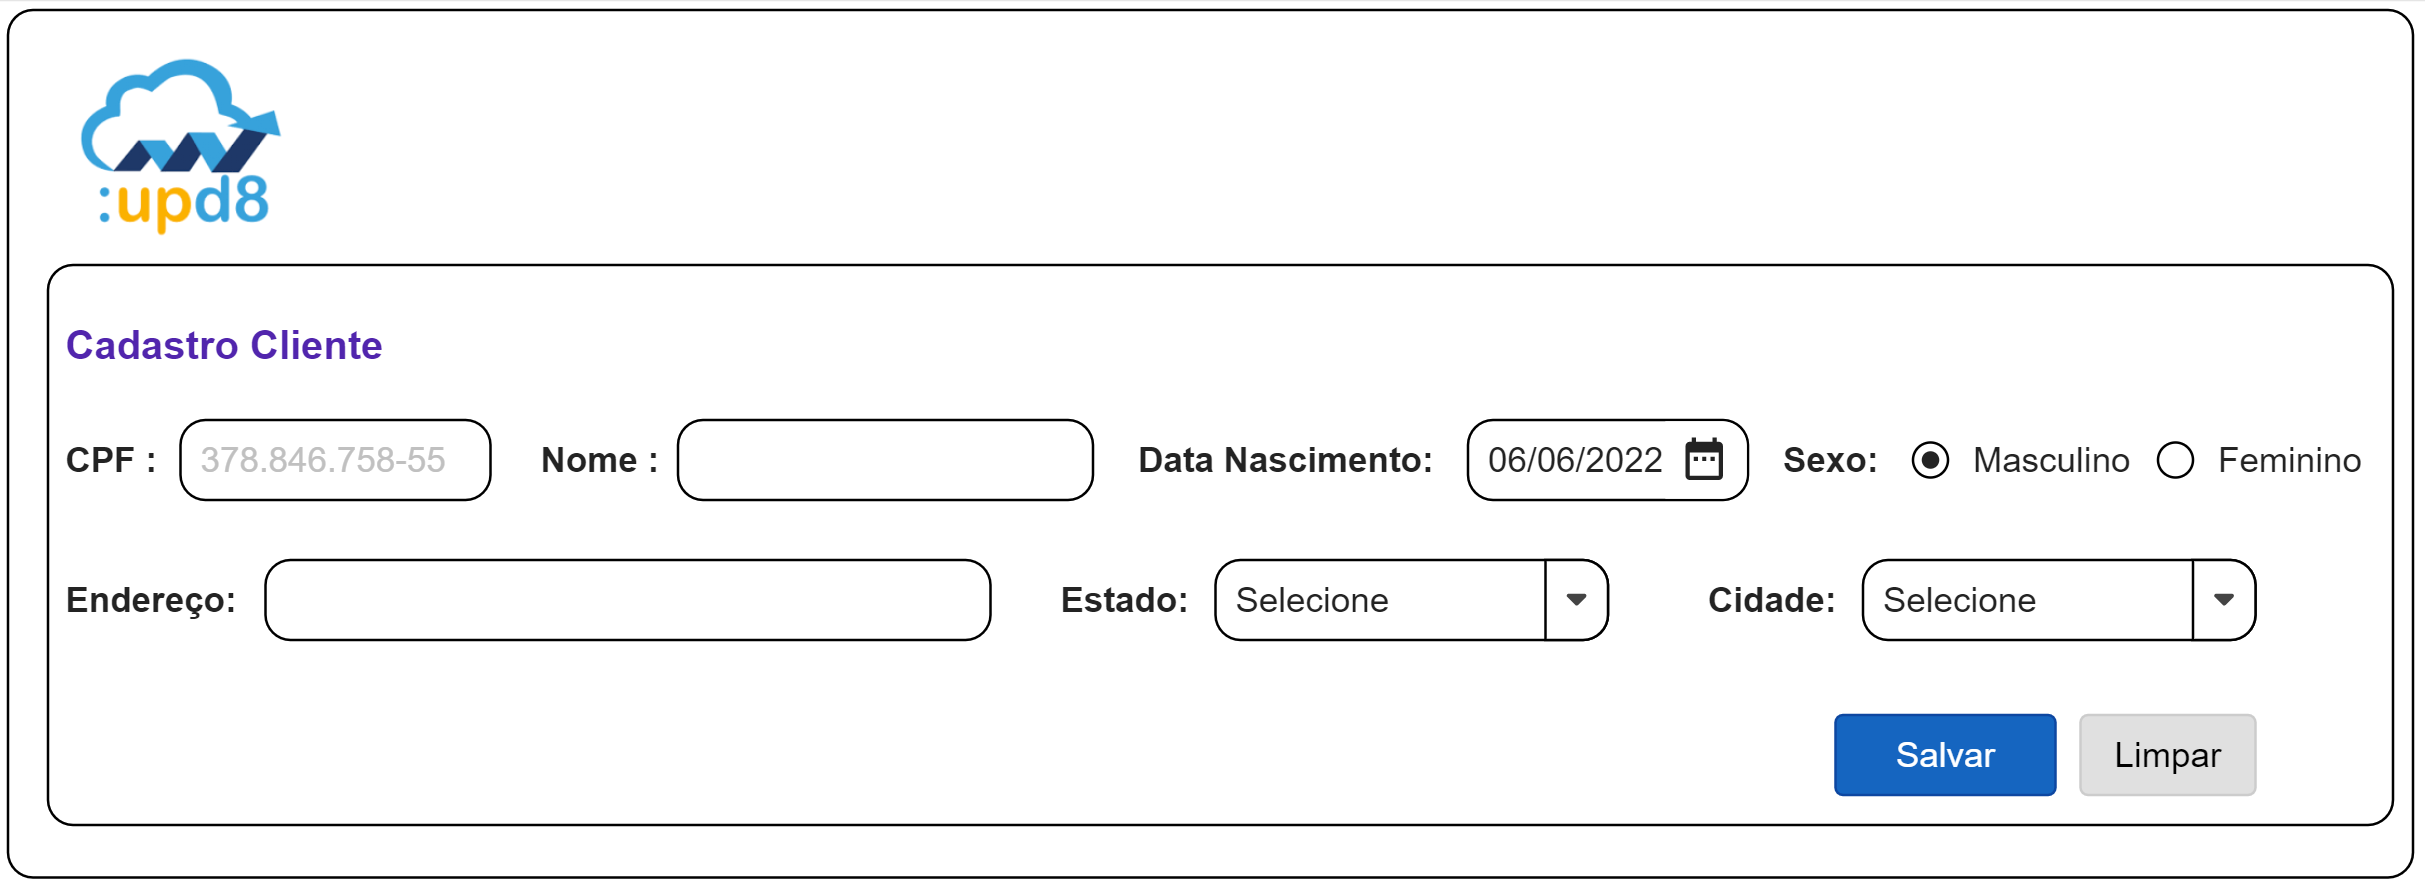 :upd8
Cadastro Cliente
CPF : 378.846.758-55 Nome : Data Nascimento: 06/06/2022 Sexo: Masculino Feminino
Endereço: Estado: Selecione Cidade: Selecione
Salvar Limpar